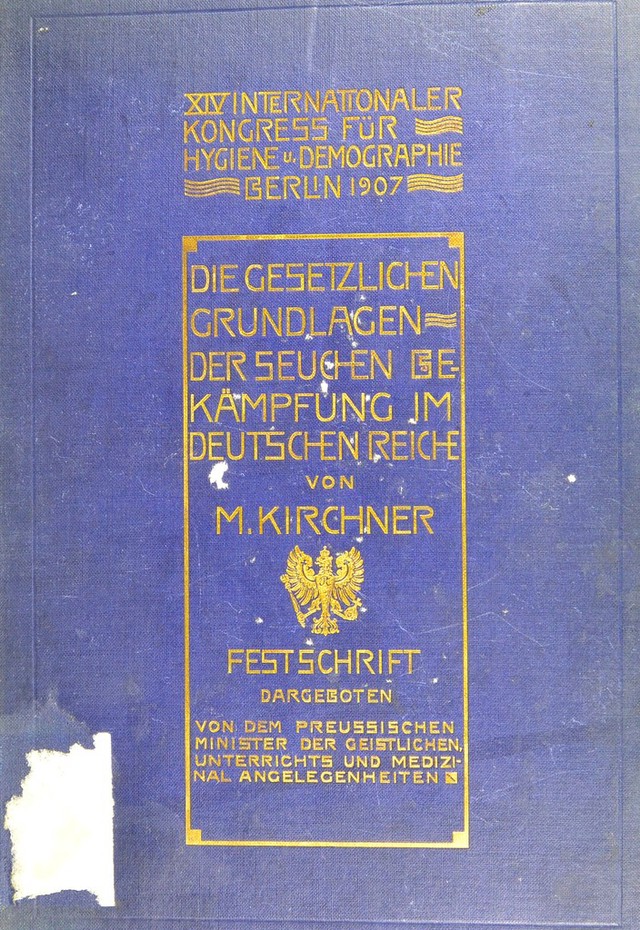 XIV INTERNATIONALER
KONGRESS FÜR
HYGIENE u. DEMOGRAPHIE
BERLIN 1907
DIE GESETZLICHEN
GRUNDLAGEN
DER SEUCHEN BE-
KÄMPFUNG IM
DEUTSCHEN REICHE
VON
M. KIRCHNER
FESTSCHRIFT
DARGEBOTEN
VON DEM PREUSSISCHEN
MINISTER DER GEISTLICHEN,
UNTERRICHTS UND MEDIZI-
NAL ANGELEGENHEITEN